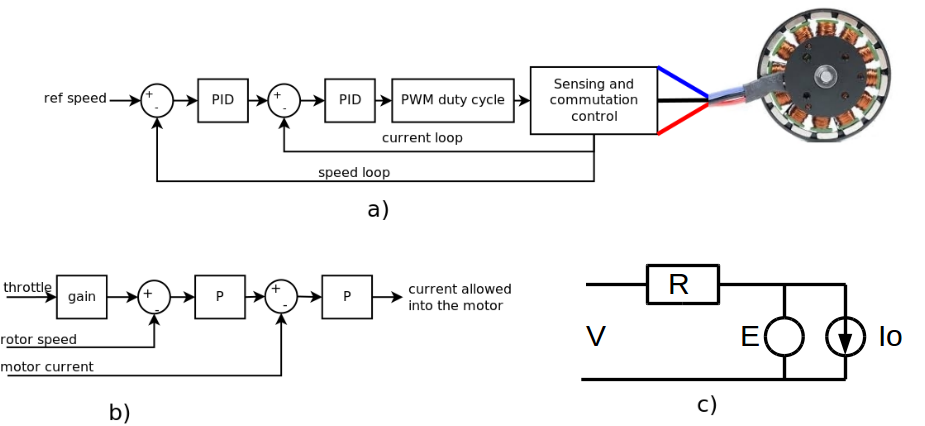 ref speed
+
-
PID
+
-
PID
PWM duty cycle
Sensing and
commutation
control
current loop
speed loop
a)
throttle
gain
+
-
P
+
-
P
current allowed
into the motor
rotor speed
motor current
b)
R
V
E
Io
c)